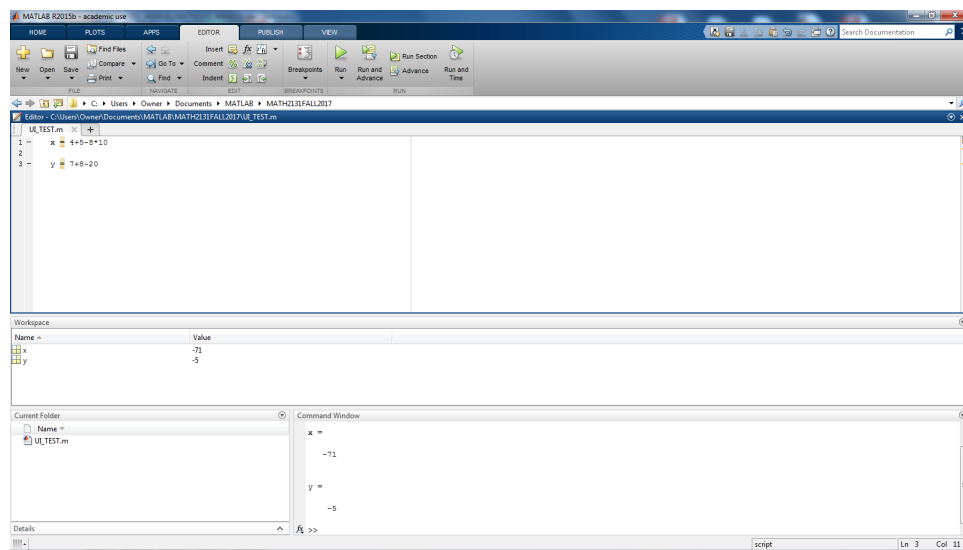 MATLAB R2015b - academic use
HOME PLOTS APPS EDITOR PUBLISH VIEW
Search Documentation
New Open Save
Find Files
Compare
Print
Go To
Find
Insert
Comment
Indent
Breakpoints
Run
Run and Advance
Run Section
Advance
Run and Time
FILE NAVIGATE EDIT BREAKPOINTS RUN
C: Users Owner Documents MATLAB MATH2131FALL2017
Editor - C:\Users\Owner\Documents\MATLAB\MATH2131FALL2017\UI_TEST.m
UI_TEST.m
1 - x = 4+5-8*10
2
3 - y = 7+8-20
Workspace
Name Value
x -71
y -5
Current Folder
Name
UI_TEST.m
Details
Command Window
x =
-71
y =
-5
fx >>
script Ln 3 Col 11